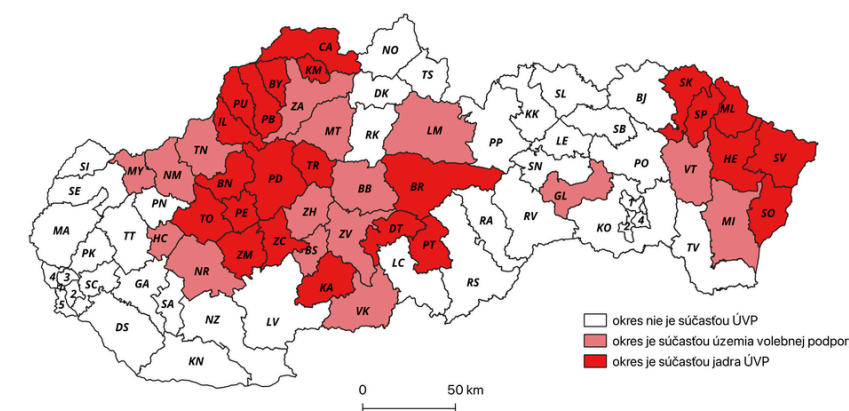 CA
NO
KM
TS
BY
ZA
DK
SL
SK
PU
BJ
ML
IL
PB
MT
RK
LM
KK
SP
TN
PP
LE
SB
HE
SV
SI
MY
NM
TR
SN
PO
VT
SE
BN
PD
BB
BR
GL
PN
TO
PE
ZH
RA
RV
SO
MA
TT
HC
ZV
DT
KO
MI
PK
ZM
ZC
BS
PT
TV
4
3
2
5
SC
GA
NR
KA
LC
RS
SA
DS
NZ
LV
VK
KN
1
4
2
okres nie je súčasťou ÚVP
okres je súčasťou územia volebnej podpor
okres je súčasťou jadra ÚVP
0
50 km